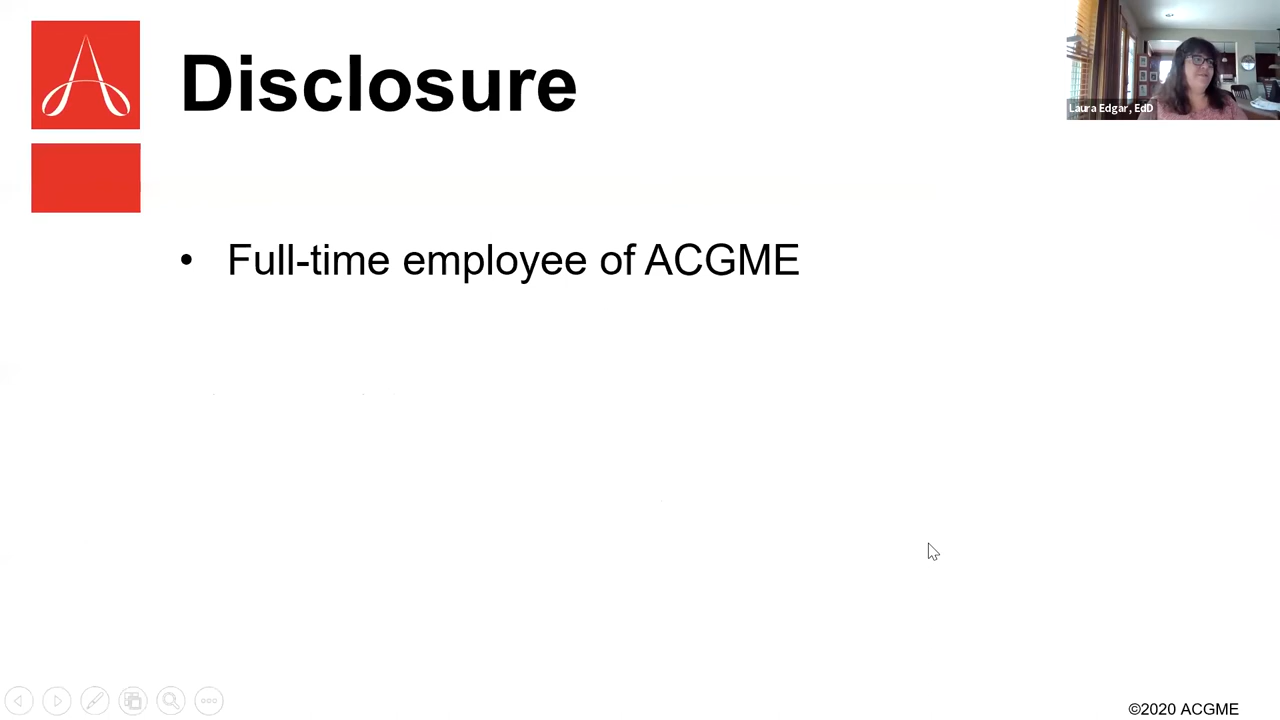 Disclosure
Laura Edgar, EdD
• Full-time employee of ACGME
©2020 ACGME